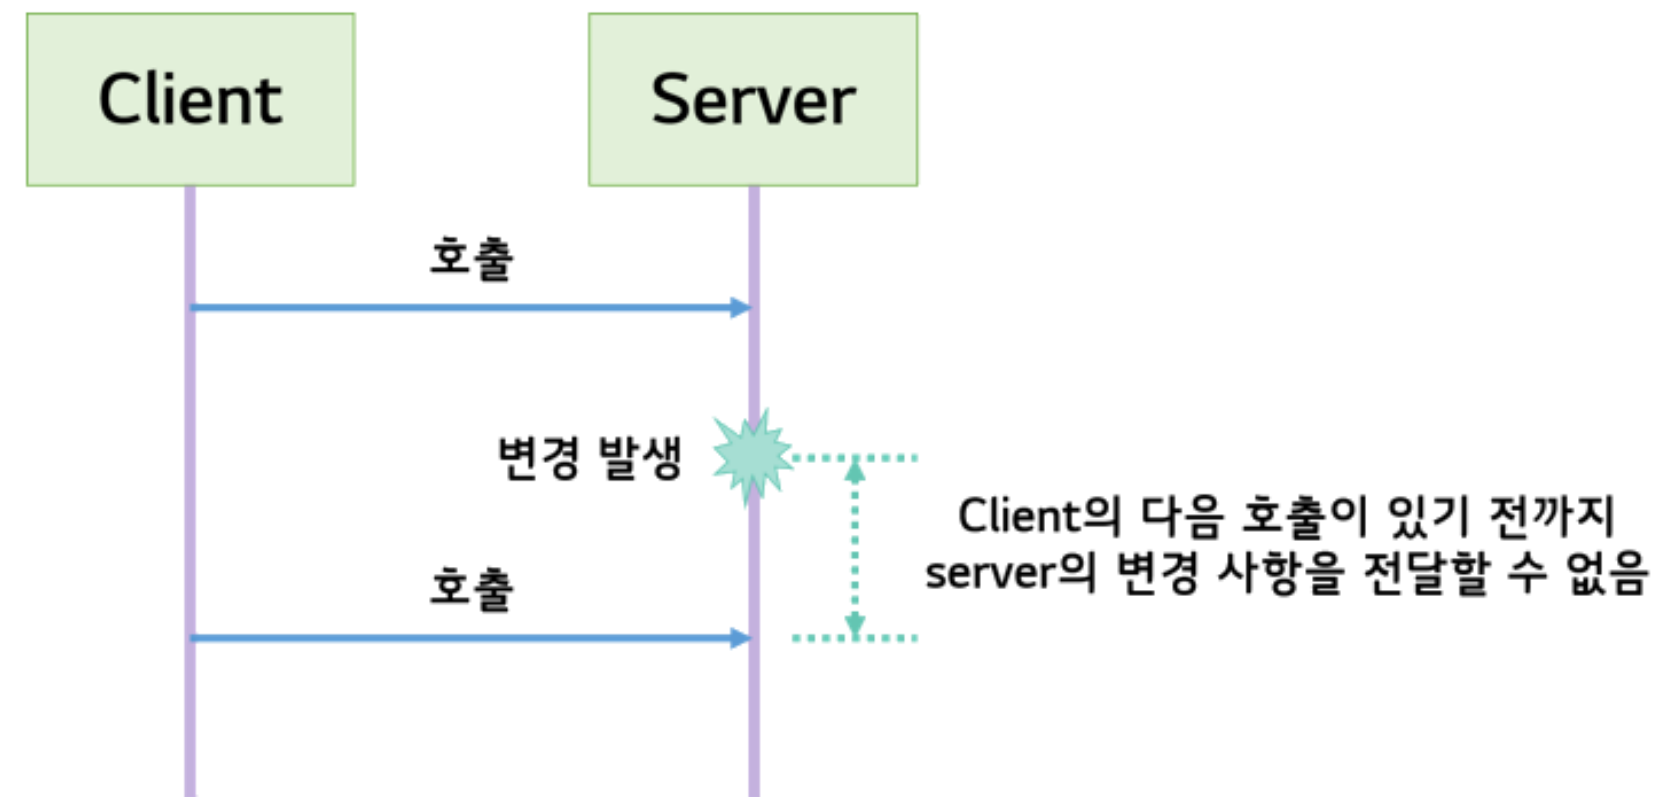 Client
Server
호출
변경 발생
Client의 다음 호출이 있기 전까지
server의 변경 사항을 전달할 수 없음
호출